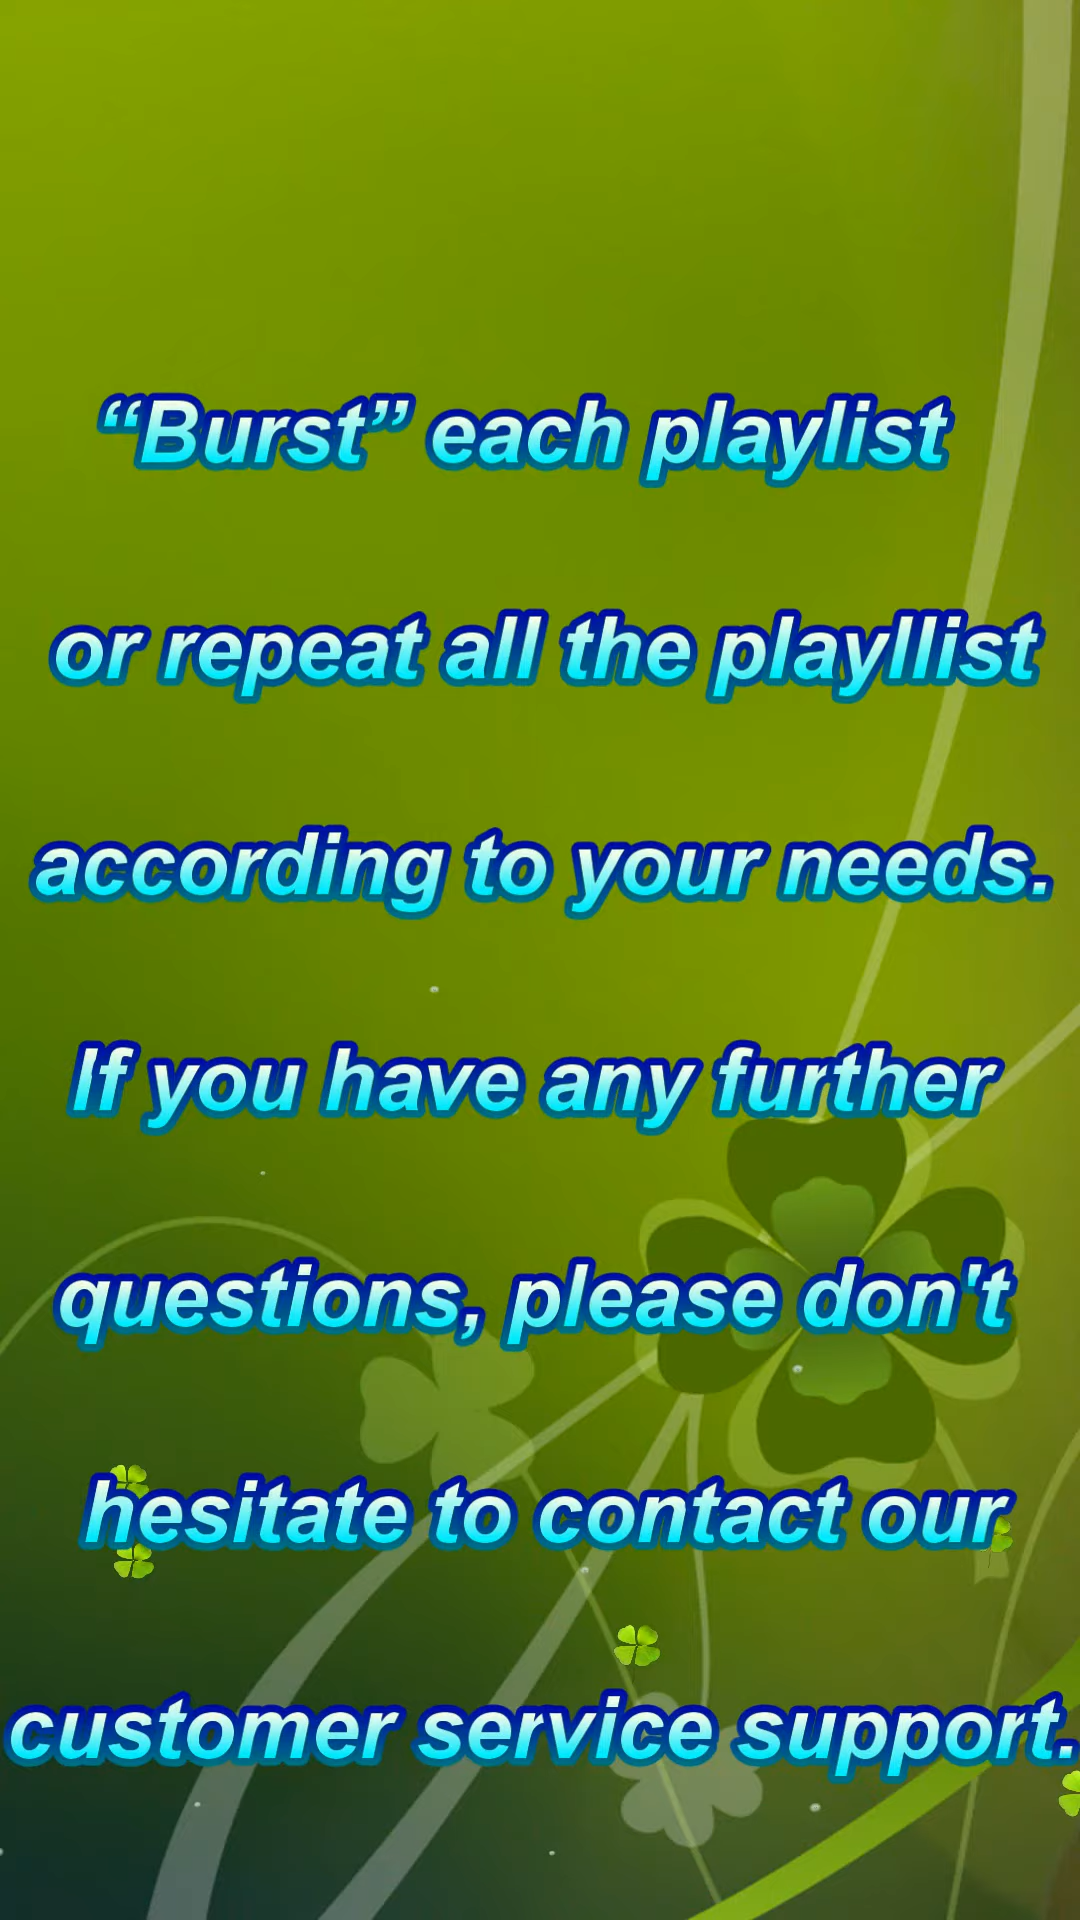 “Burst” each playlist
or repeat all the playllist
according to your needs.
If you have any further
questions, please don't
hesitate to contact our
customer service support.